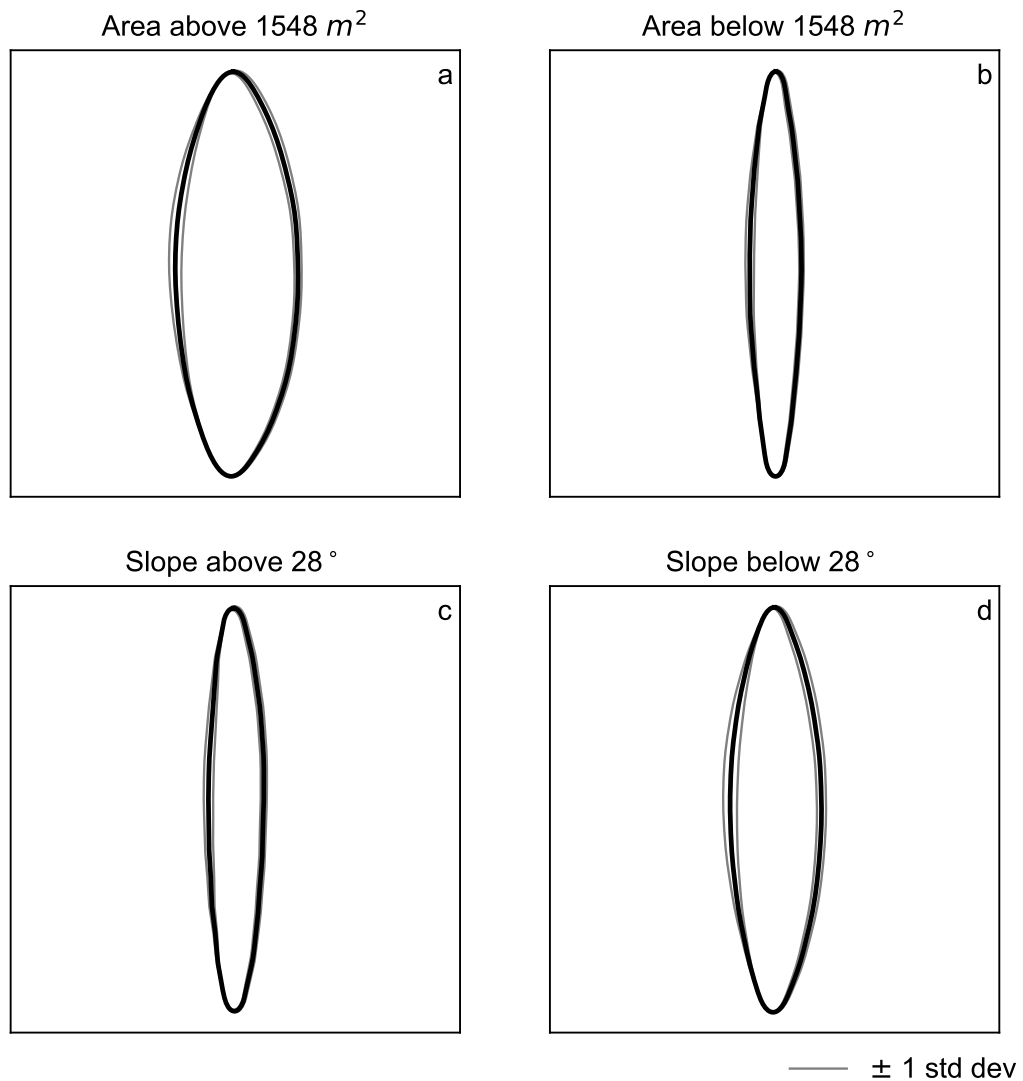 Area above 1548 m²
Area below 1548 m²
a
b
Slope above 28 °
Slope below 28 °
c
d
± 1 std dev